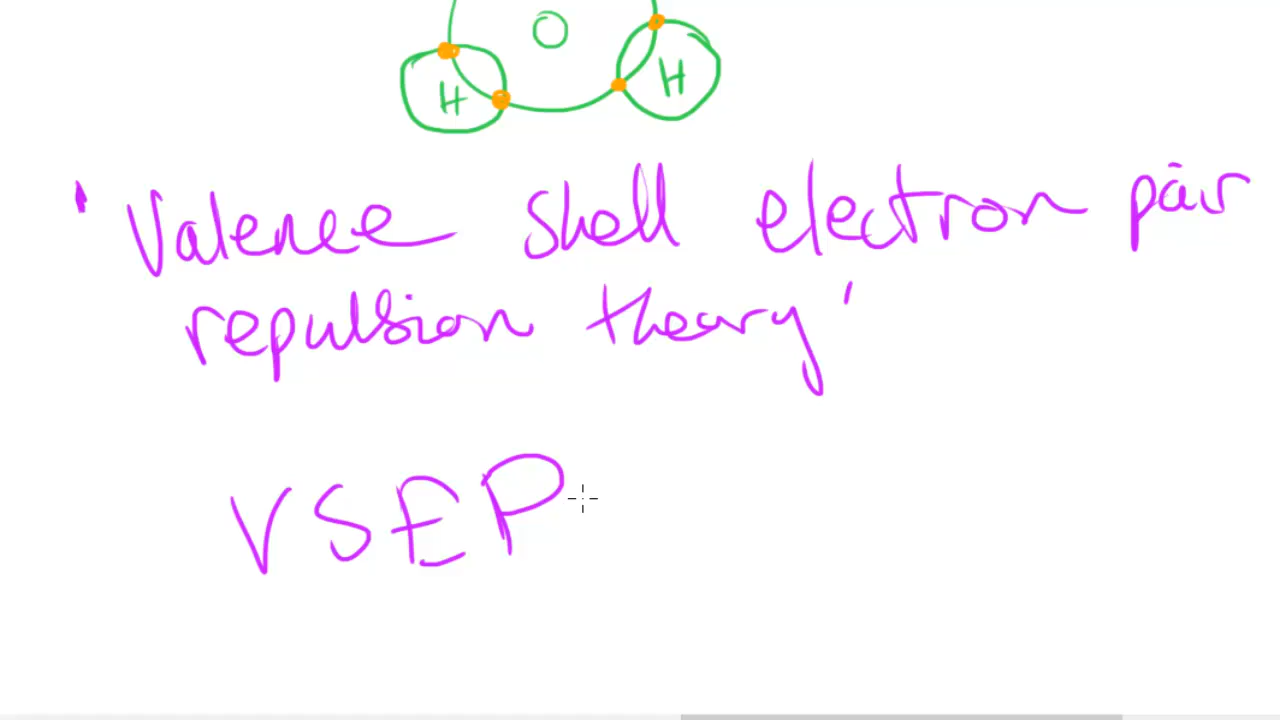 O
H H
'Valence shell electron pair
repulsion theory'
VSEP